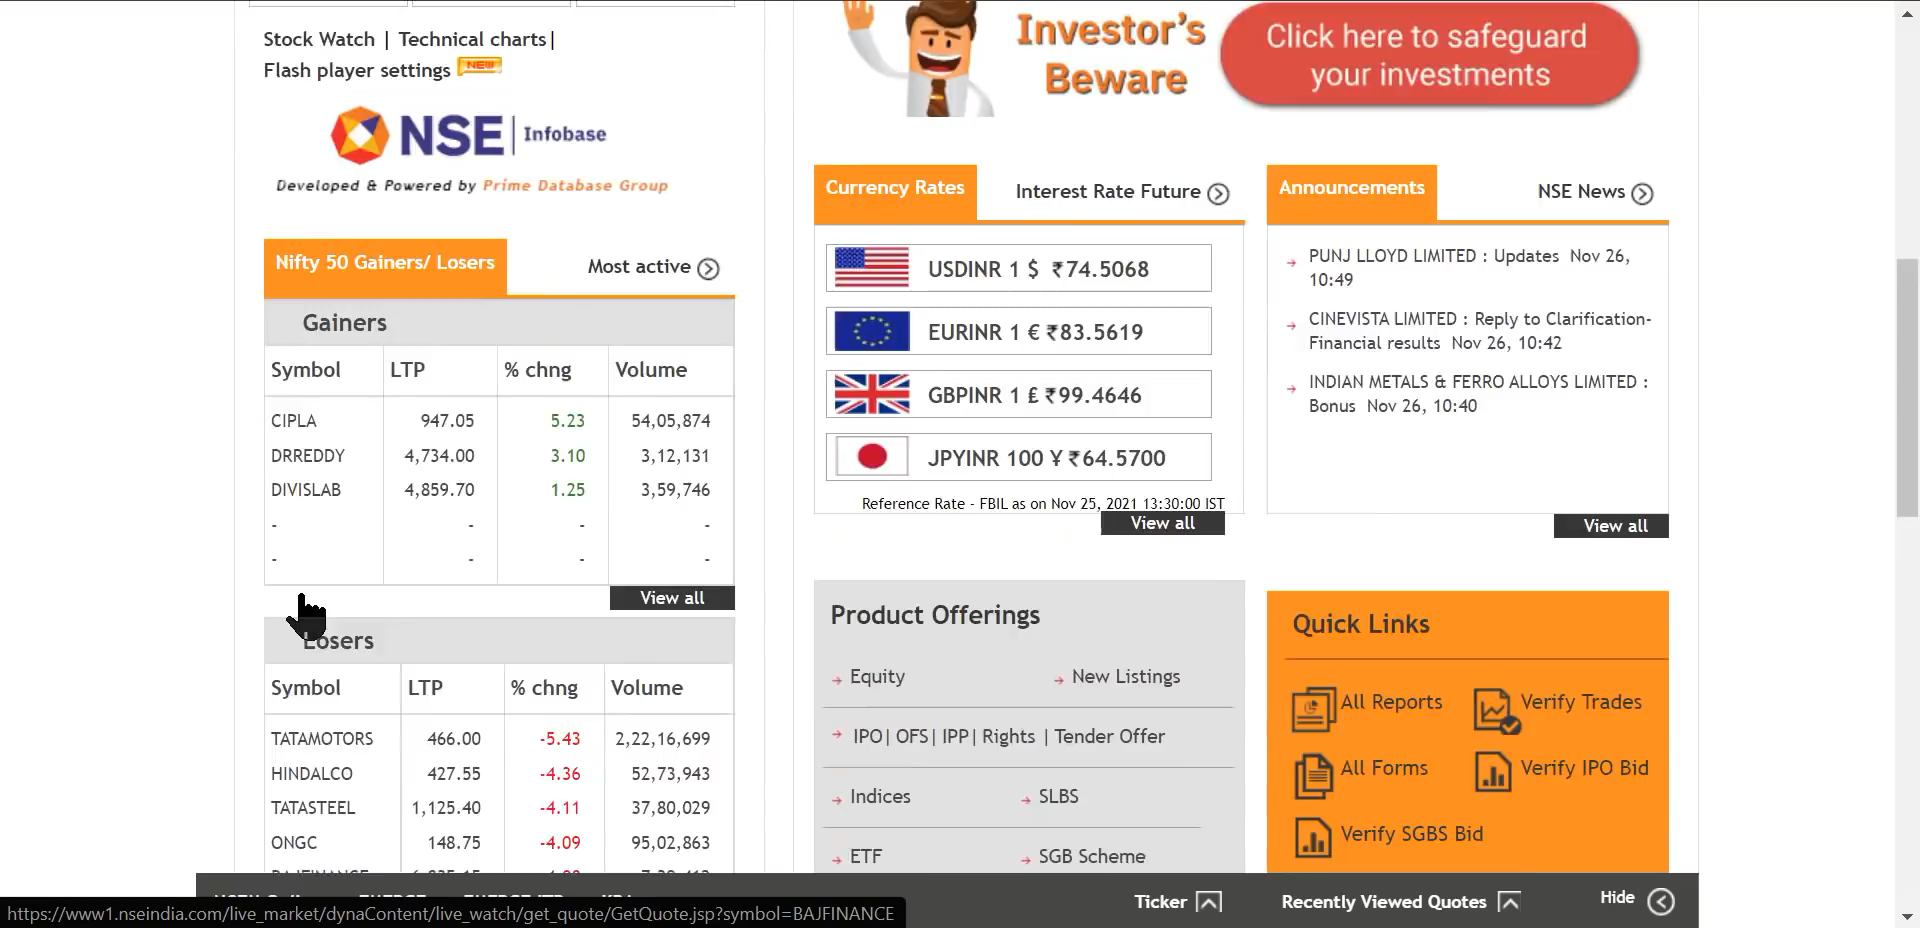 Stock Watch | Technical charts |
Flash player settings NEW
NSE | Infobase
Developed & Powered by Prime Database Group
Nifty 50 Gainers/ Losers
Most active
Gainers
Symbol LTP % chng Volume
CIPLA 947.05 5.23 54,05,874
DRREDDY 4,734.00 3.10 3,12,131
DIVISLAB 4,859.70 1.25 3,59,746
- - - -
- - - -
View all
Losers
Symbol LTP % chng Volume
TATAMOTORS 466.00 -5.43 2,22,16,699
HINDALCO 427.55 -4.36 52,73,943
TATASTEEL 1,125.40 -4.11 37,80,029
ONGC 148.75 -4.09 95,02,863
Investor's
Beware
Click here to safeguard
your investments
Currency Rates
Interest Rate Future
USDINR 1 $ ₹74.5068
EURINR 1 € ₹83.5619
GBPINR 1 £ ₹99.4646
JPYINR 100 ¥ ₹64.5700
Reference Rate - FBIL as on Nov 25, 2021 13:30:00 IST
View all
Announcements
NSE News
PUNJ LLOYD LIMITED : Updates Nov 26,
10:49
CINEVISTA LIMITED : Reply to Clarification-
Financial results Nov 26, 10:42
INDIAN METALS & FERRO ALLOYS LIMITED :
Bonus Nov 26, 10:40
View all
Product Offerings
Equity New Listings
IPO| OFS| IPP| Rights | Tender Offer
Indices SLBS
ETF SGB Scheme
Quick Links
All Reports Verify Trades
All Forms Verify IPO Bid
Verify SGBS Bid
Ticker Recently Viewed Quotes Hide
https://www1.nseindia.com/live_market/dynaContent/live_watch/get_quote/GetQuote.jsp?symbol=BAJFINANCE